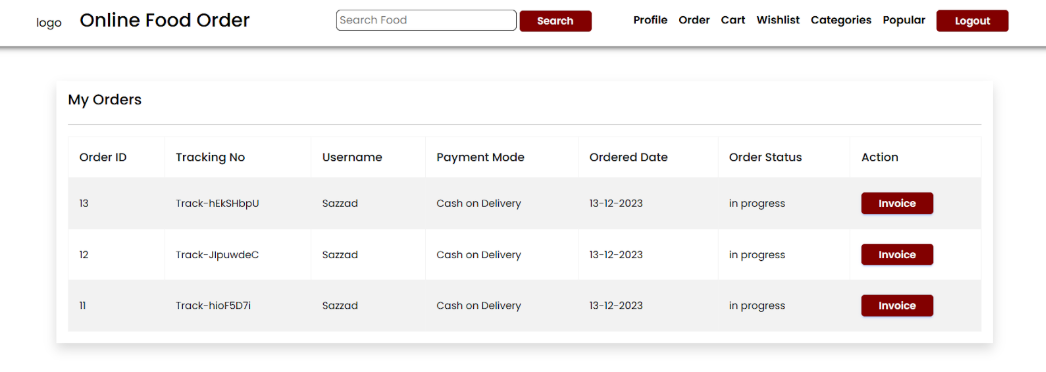 logo Online Food Order Search Food Search Profile Order Cart Wishlist Categories Popular Logout
My Orders
Order ID Tracking No Username Payment Mode Ordered Date Order Status Action
13 Track-hEkSHbpU Sazzad Cash on Delivery 13-12-2023 in progress Invoice
12 Track-JIpuwdeC Sazzad Cash on Delivery 13-12-2023 in progress Invoice
11 Track-hioF5D7i Sazzad Cash on Delivery 13-12-2023 in progress Invoice